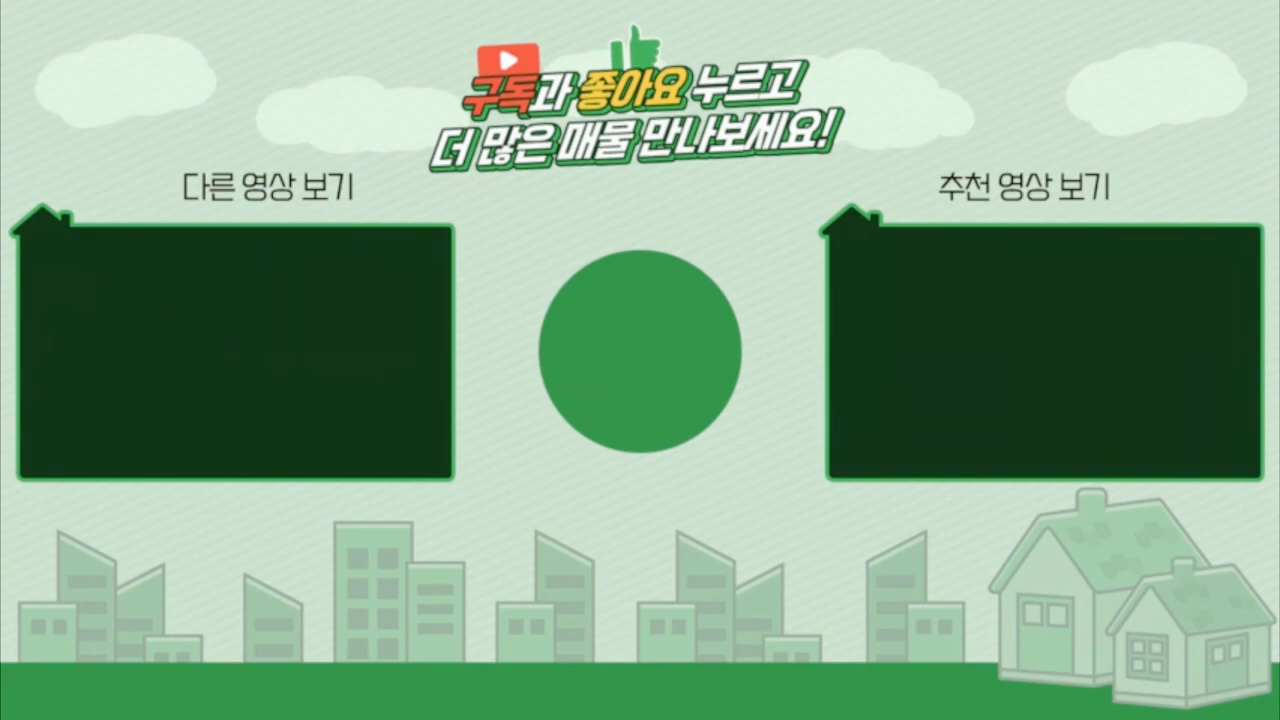 구독과 좋아요 누르고
더 많은 매물 만나보세요!
다른 영상 보기
추천 영상 보기